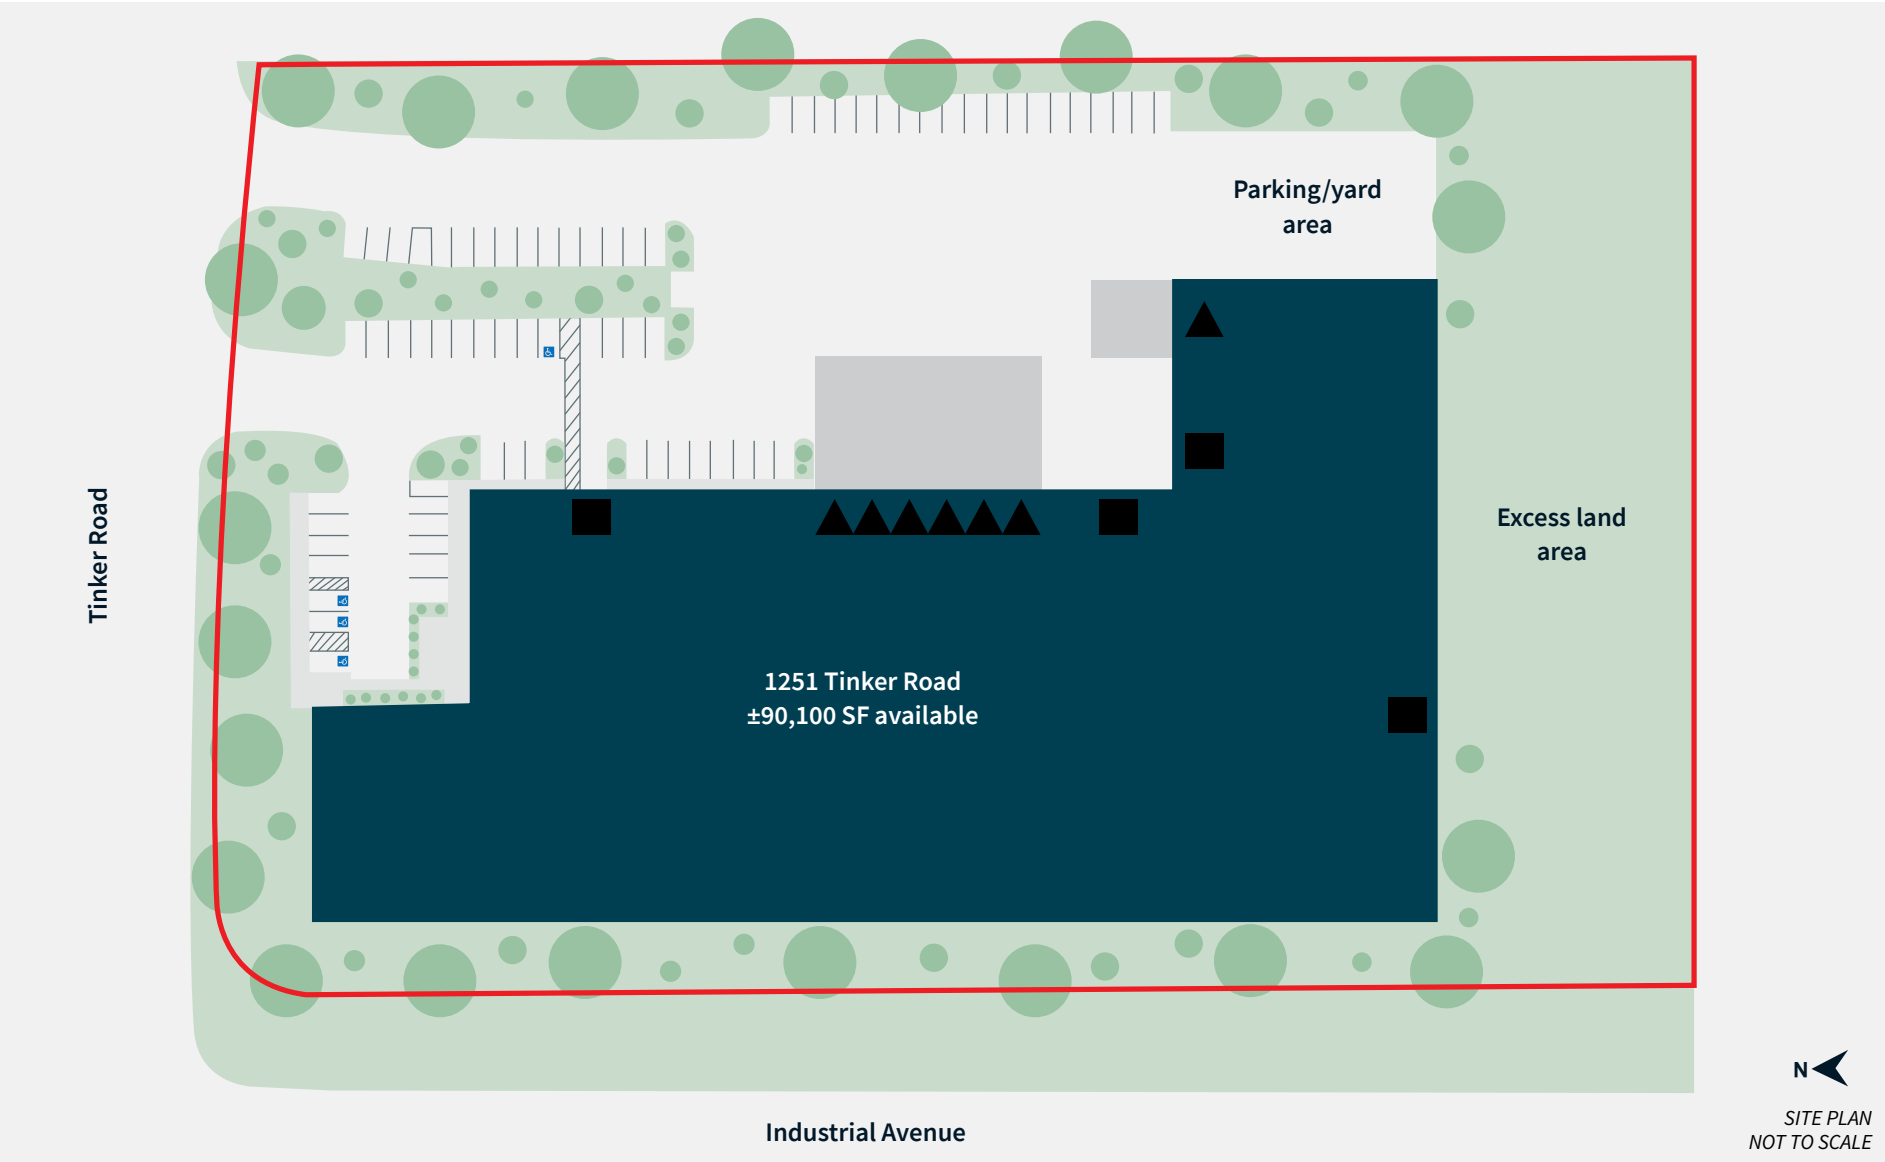 Parking/yard
area
Tinker Road
Excess land
area
1251 Tinker Road
±90,100 SF available
N
Industrial Avenue
SITE PLAN
NOT TO SCALE